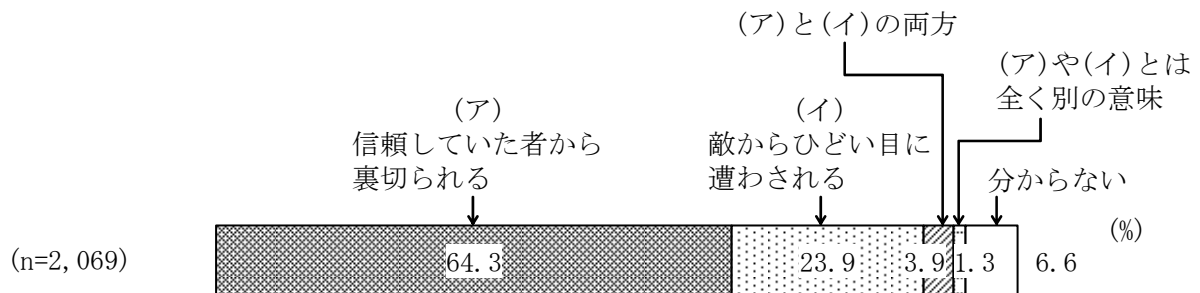 (ア)と(イ)の両方
(ア)や(イ)とは
全く別の意味
(ア)
信頼していた者から
裏切られる
(イ)
敵からひどい目に
遭わされる
分からない
(%)
(n=2,069)
64.3
23.9
3.9
1.3
6.6